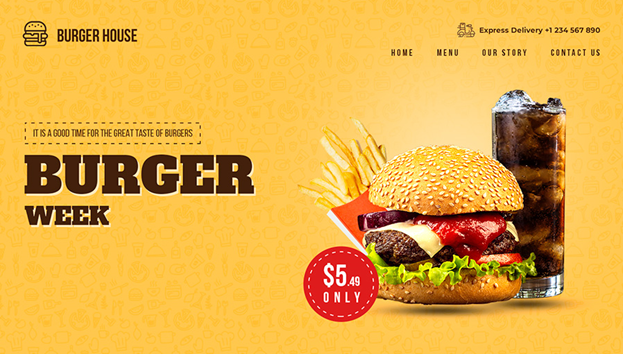 BURGER HOUSE
Express Delivery +1 234 567 890
HOME MENU OUR STORY CONTACT US
IT IS A GOOD TIME FOR THE GREAT TASTE OF BURGERS
BURGER
WEEK
$5.49
ONLY